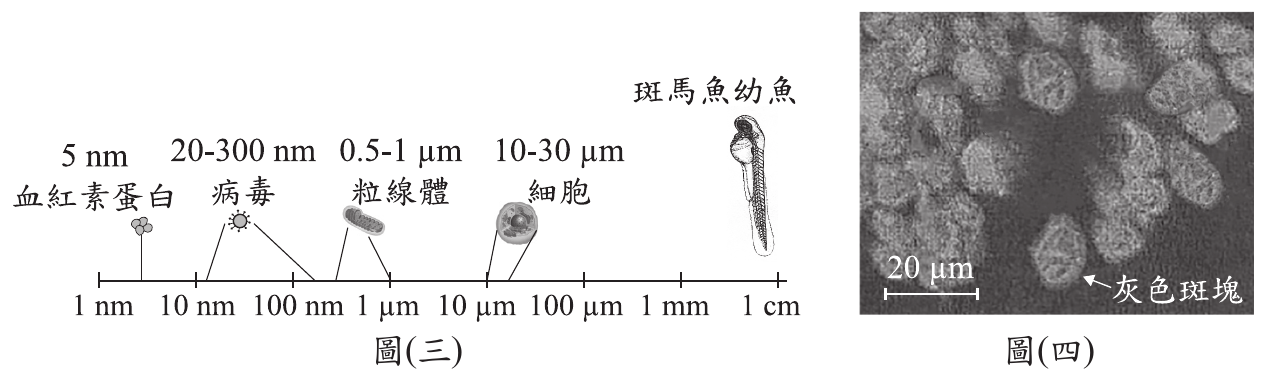 斑馬魚幼魚
5 nm 20-300 nm 0.5-1 µm 10-30 µm
血紅素蛋白 病毒 粒線體 細胞
1 nm 10 nm 100 nm 1 µm 10 µm 100 µm 1 mm 1 cm
圖(三)
20 µm
灰色斑塊
圖(四)